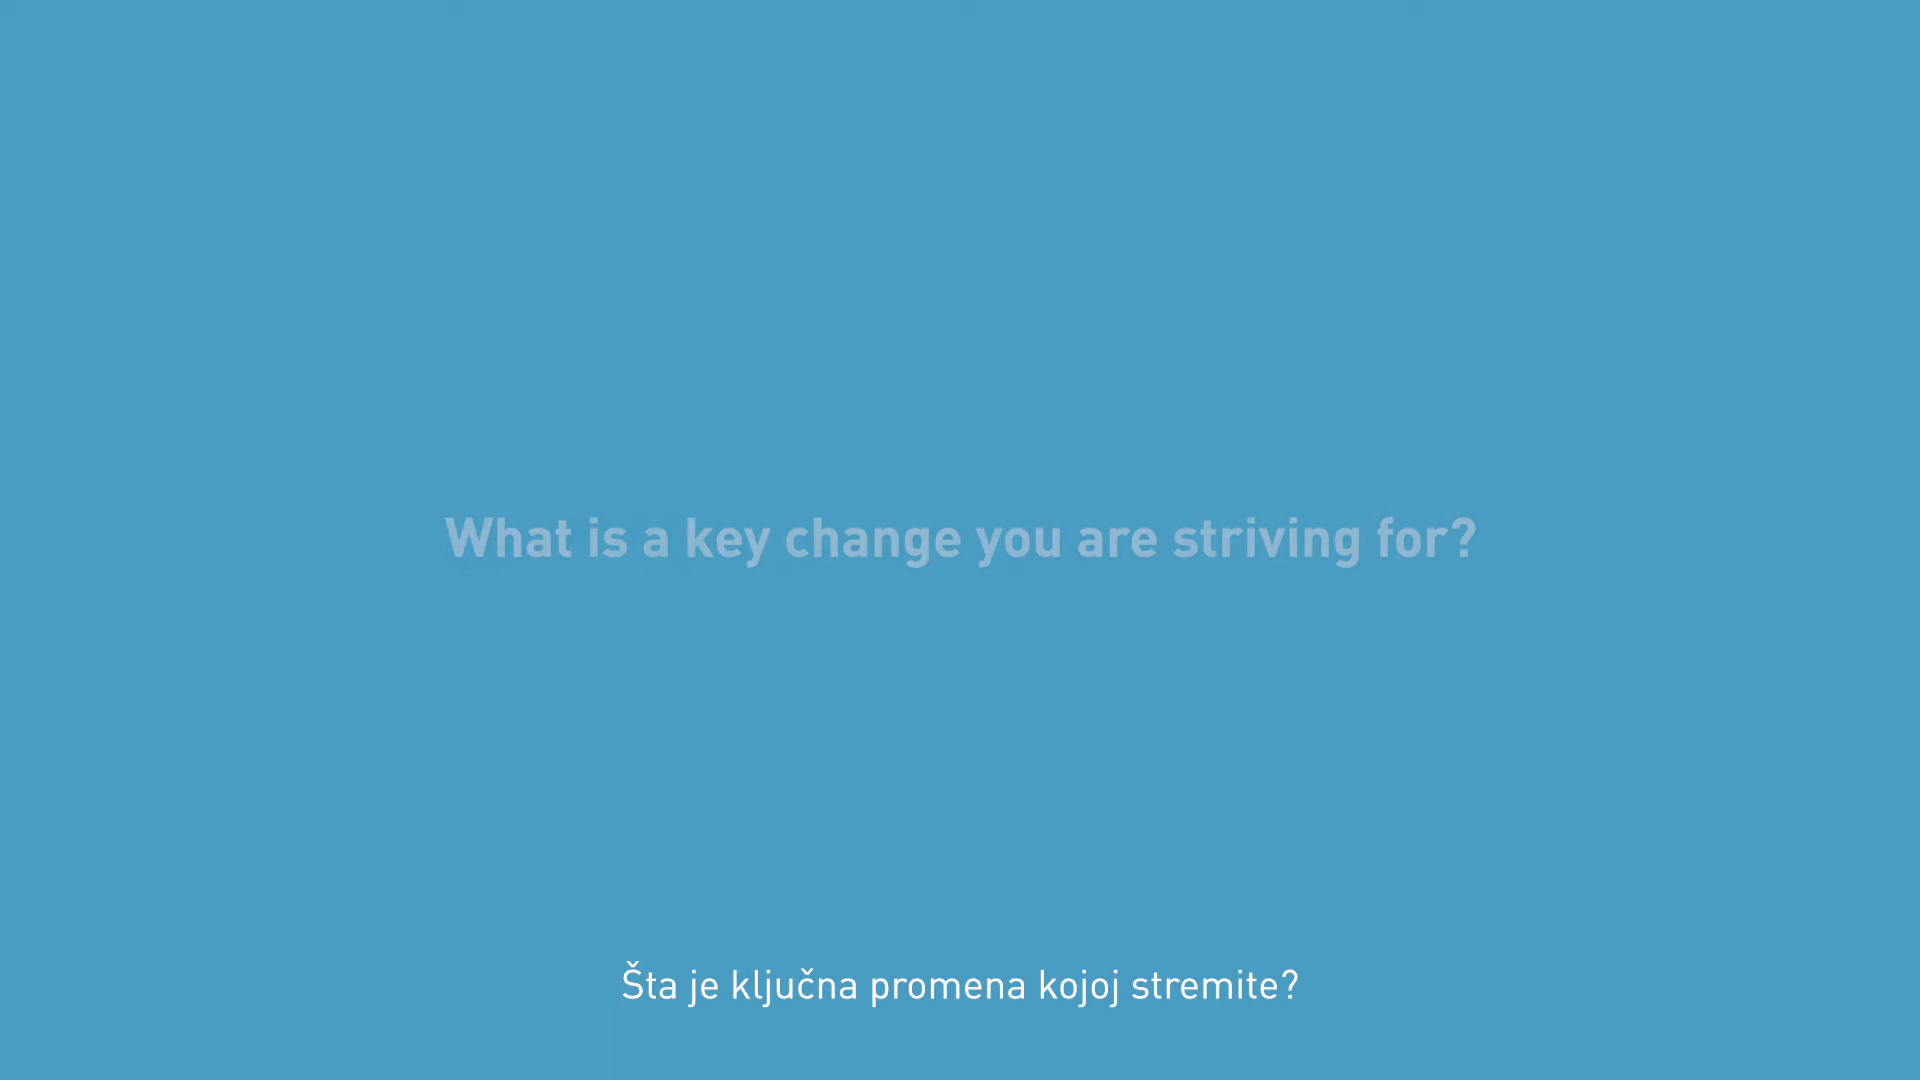 What is a key change you are striving for?
Šta je ključna promena kojoj stremite?